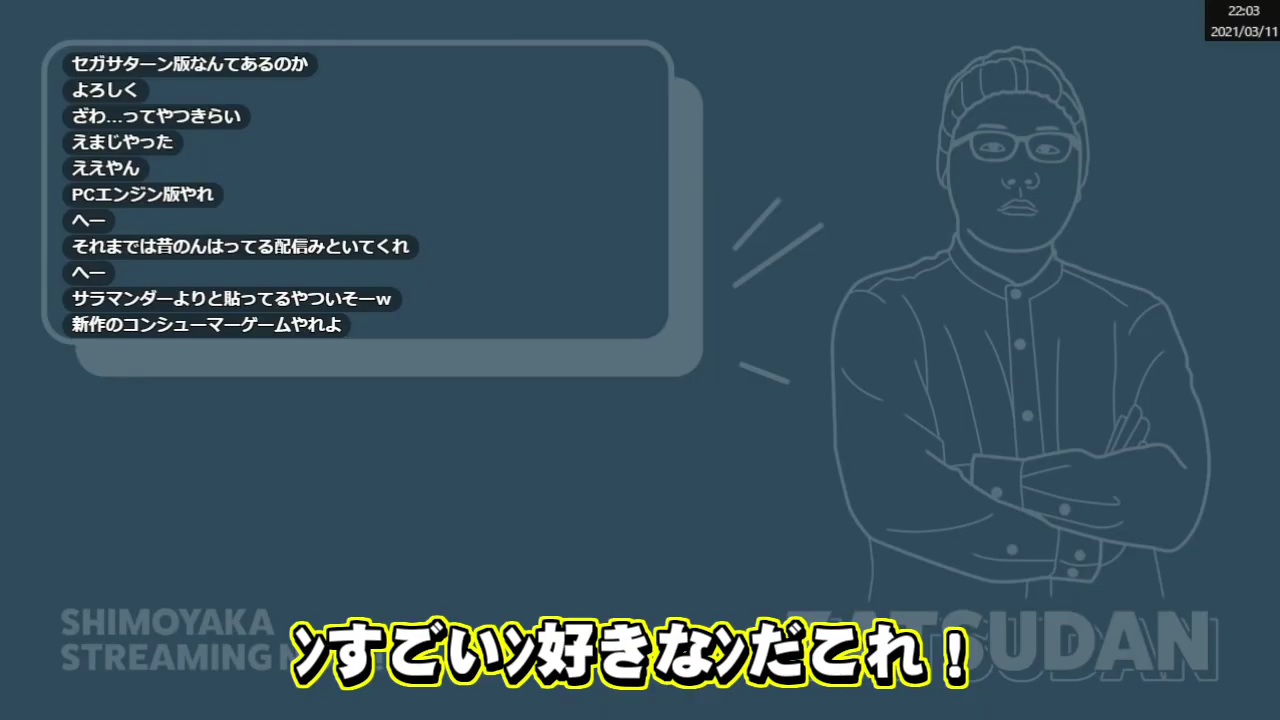 22:03
2021/03/11
セガサターン版なんてあるのか
よろしく
ざわ…ってやつきらい
えまじやった
ええやん
PCエンジン版やれ
へー
それまでは昔のんはってる配信みといてくれ
へー
サラマンダーよりと貼ってるやついそーw
新作のコンシューマーゲームやれよ
SHIMOYAKA
STREAMING
ATSUDAN
ンすごいン好きなンだこれ！